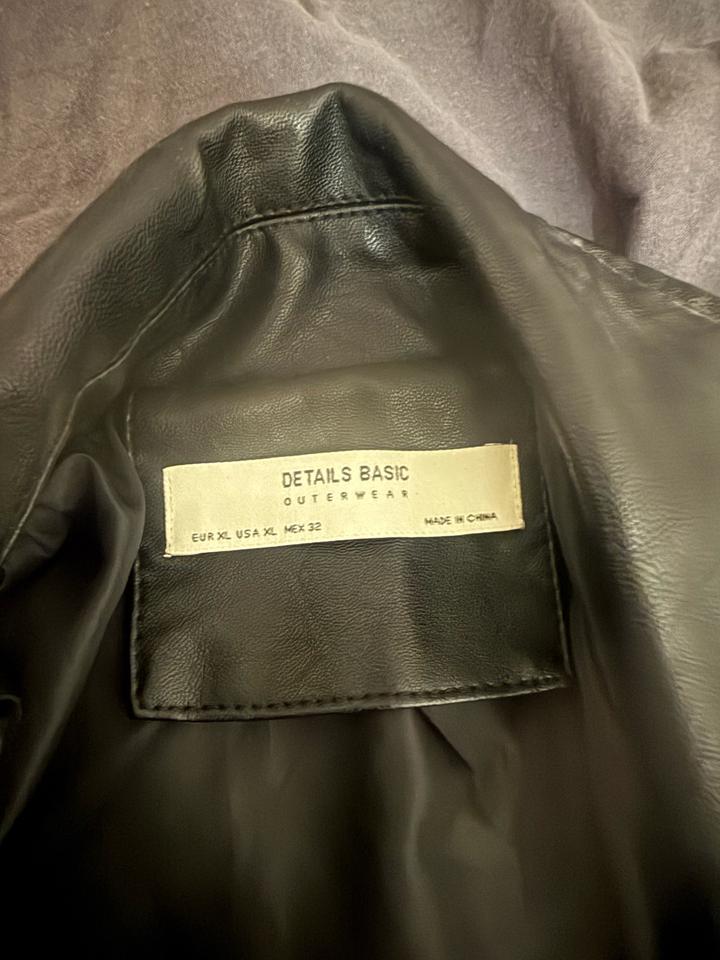 DETAILS BASIC
OUTERWEAR
EUR XL USA XL MEX 32 MADE IN CHINA